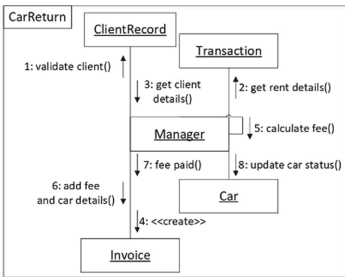 CarReturn
ClientRecord
Transaction
1: validate client()
3: get client
details()
2: get rent details()
Manager
5: calculate fee()
7: fee paid()
8: update car status()
6: add fee
and car details()
Car
4: <<create>>
Invoice